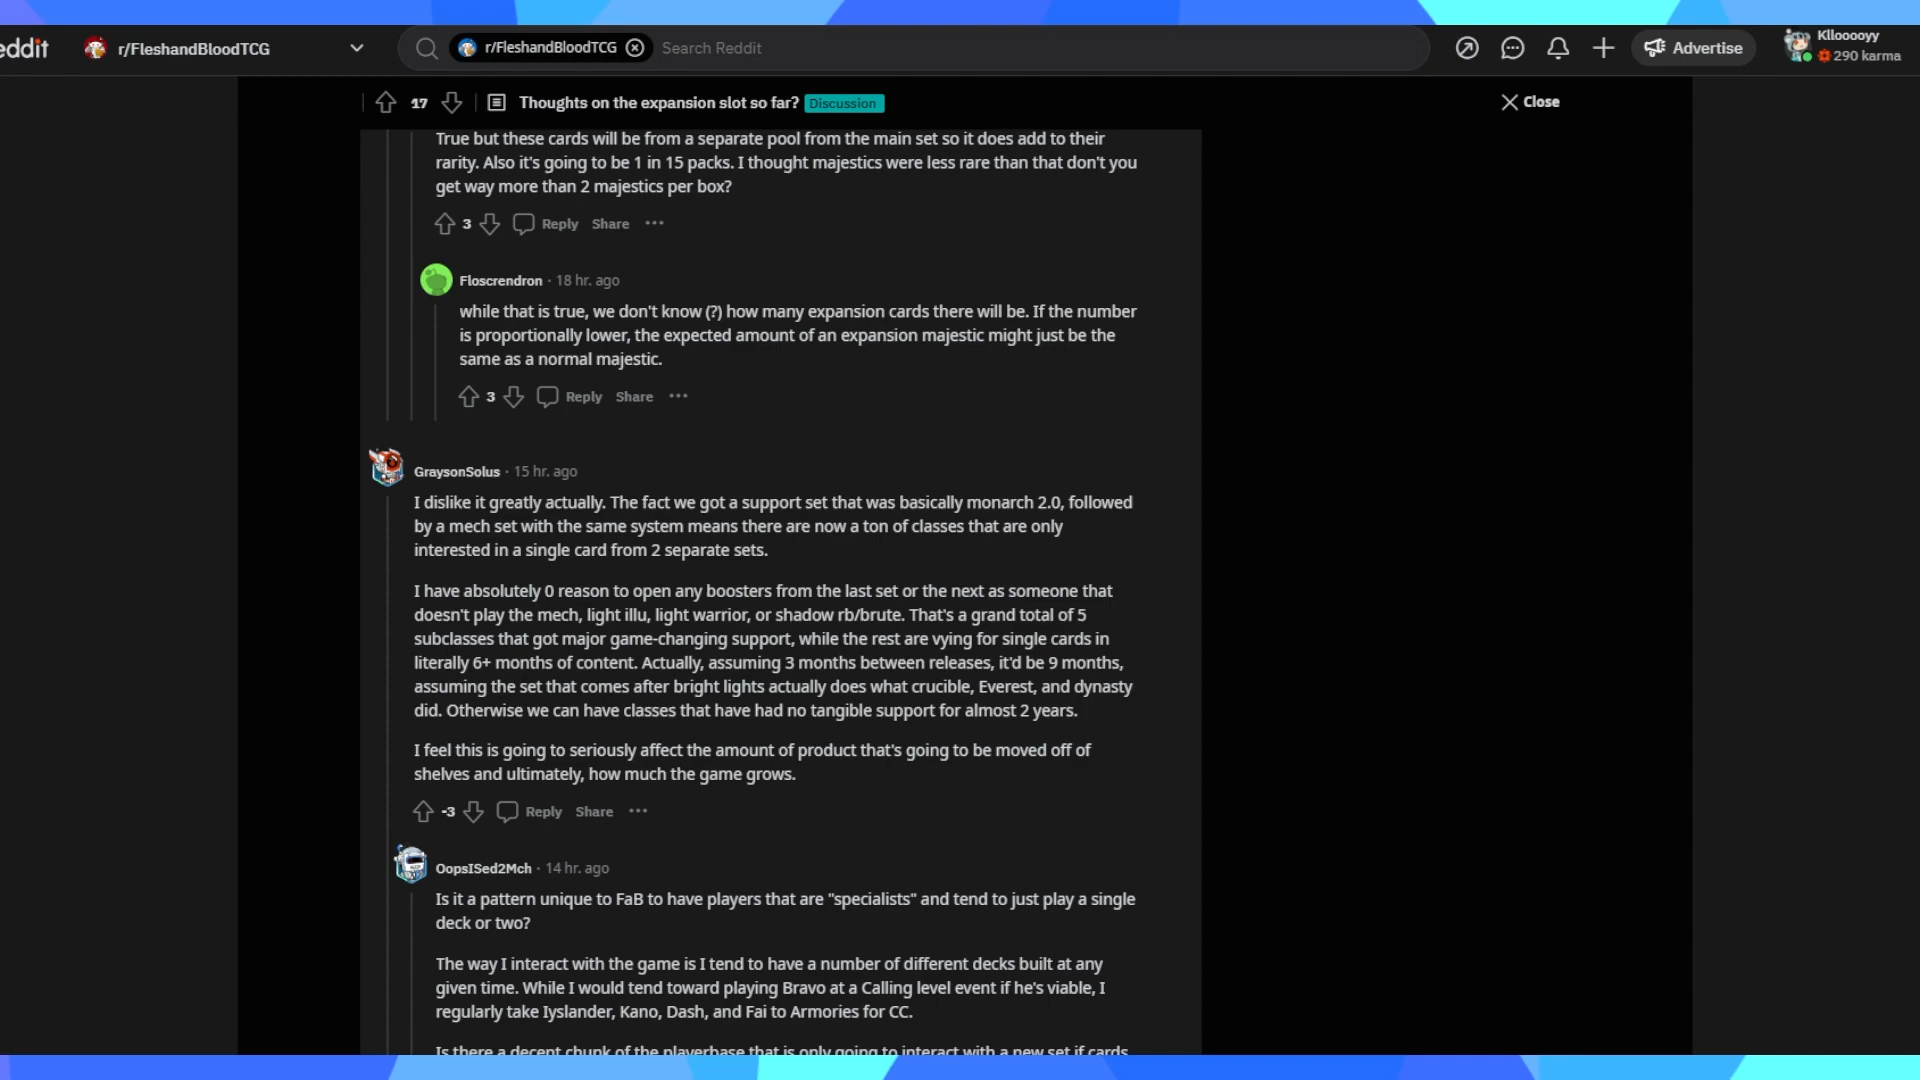 eddit
r/FleshandBloodTCG
r/FleshandBloodTCG
Search Reddit
Advertise
Kllooooyy
290 karma
17
Thoughts on the expansion slot so far?
Discussion
Close
True but these cards will be from a separate pool from the main set so it does add to their
rarity. Also it's going to be 1 in 15 packs. I thought majestics were less rare than that don't you
get way more than 2 majestics per box?
3 Reply Share ···
Floscrendron · 18 hr. ago
while that is true, we don't know (?) how many expansion cards there will be. If the number
is proportionally lower, the expected amount of an expansion majestic might just be the
same as a normal majestic.
3 Reply Share ···
GraysonSolus · 15 hr. ago
I dislike it greatly actually. The fact we got a support set that was basically monarch 2.0, followed
by a mech set with the same system means there are now a ton of classes that are only
interested in a single card from 2 separate sets.
I have absolutely 0 reason to open any boosters from the last set or the next as someone that
doesn't play the mech, light illu, light warrior, or shadow rb/brute. That's a grand total of 5
subclasses that got major game-changing support, while the rest are vying for single cards in
literally 6+ months of content. Actually, assuming 3 months between releases, it'd be 9 months,
assuming the set that comes after bright lights actually does what crucible, Everest, and dynasty
did. Otherwise we can have classes that have had no tangible support for almost 2 years.
I feel this is going to seriously affect the amount of product that's going to be moved off of
shelves and ultimately, how much the game grows.
-3 Reply Share ···
OopsISed2Mch · 14 hr. ago
Is it a pattern unique to FaB to have players that are "specialists" and tend to just play a single
deck or two?
The way I interact with the game is I tend to have a number of different decks built at any
given time. While I would tend toward playing Bravo at a Calling level event if he's viable, I
regularly take Iyslander, Kano, Dash, and Fai to Armories for CC.
Is there a decent chunk of the playerbase that is only going to interact with a new set if cards